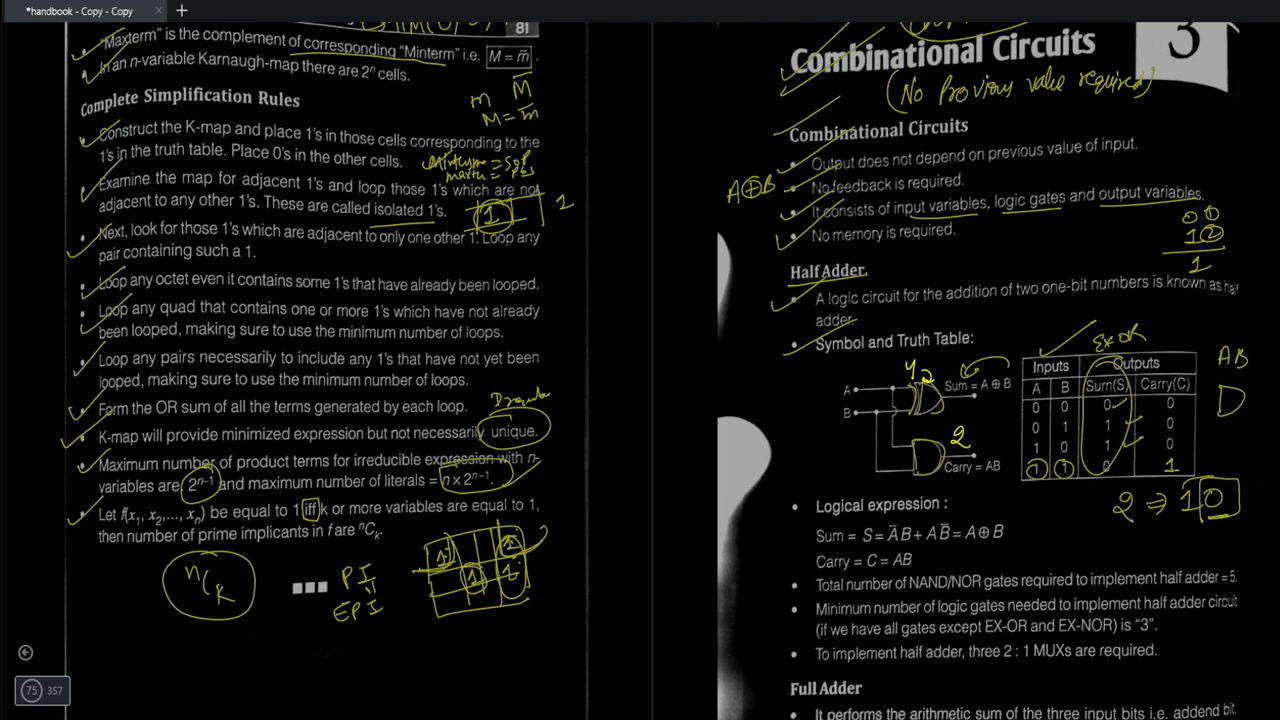 *handbook - Copy - Copy
81
"Maxterm" is the complement of corresponding "Minterm" i.e. M = m̅ .
In an n-variable Karnaugh-map there are 2ⁿ cells.
m M̅
M = m̅
Complete Simplification Rules
• Construct the K-map and place 1's in those cells corresponding to the
1's in the truth table. Place 0's in the other cells.
• Examine the map for adjacent 1's and loop those 1's which are not
adjacent to any other 1's. These are called isolated 1's.
1 1
• Next, look for those 1's which are adjacent to only one other 1. Loop any
pair containing such a 1.
• Loop any octet even it contains some 1's that have already been looped.
• Loop any quad that contains one or more 1's which have not already
been looped, making sure to use the minimum number of loops.
• Loop any pairs necessarily to include any 1's that have not yet been
looped, making sure to use the minimum number of loops.
• Form the OR sum of all the terms generated by each loop.
• K-map will provide minimized expression but not necessarily unique.
• Maximum number of product terms for irreducible expression with n-
variables are 2ⁿ⁻¹ and maximum number of literals = n × 2ⁿ⁻¹.
• Let f(x₁, x₂,..., xₙ) be equal to 1 iff k or more variables are equal to 1,
then number of prime implicants in f are ⁿCₖ
ⁿCₖ
PI
EPI
1 1
1 1
75 357
3
Combinational Circuits
(No Previous value required)
Combinational Circuits
• Output does not depend on previous value of input.
• No feedback is required.
A⊕B
• It consists of input variables, logic gates and output variables.
• No memory is required.
0 1
1 2
1
Half Adder
• A logic circuit for the addition of two one-bit numbers is known as half
adder.
• Symbol and Truth Table:
EXOR
Inputs Outputs
A B Sum(S) Carry(C)
0 0 0 0
0 1 1 0
1 0 1 0
1 1 0 1
AB
A
B
Sum = A ⊕ B
2
Carry = AB
2 ⇒ 10
• Logical expression :
Sum = S = A̅ B + A B̅ = A ⊕ B
Carry = C = AB
• Total number of NAND/NOR gates required to implement half adder = 5.
• Minimum number of logic gates needed to implement half adder circuit
(if we have all gates except EX-OR and EX-NOR) is "3".
• To implement half adder, three 2 : 1 MUXs are required.
Full Adder
• It performs the arithmetic sum of the three input bits i.e. addend bit,